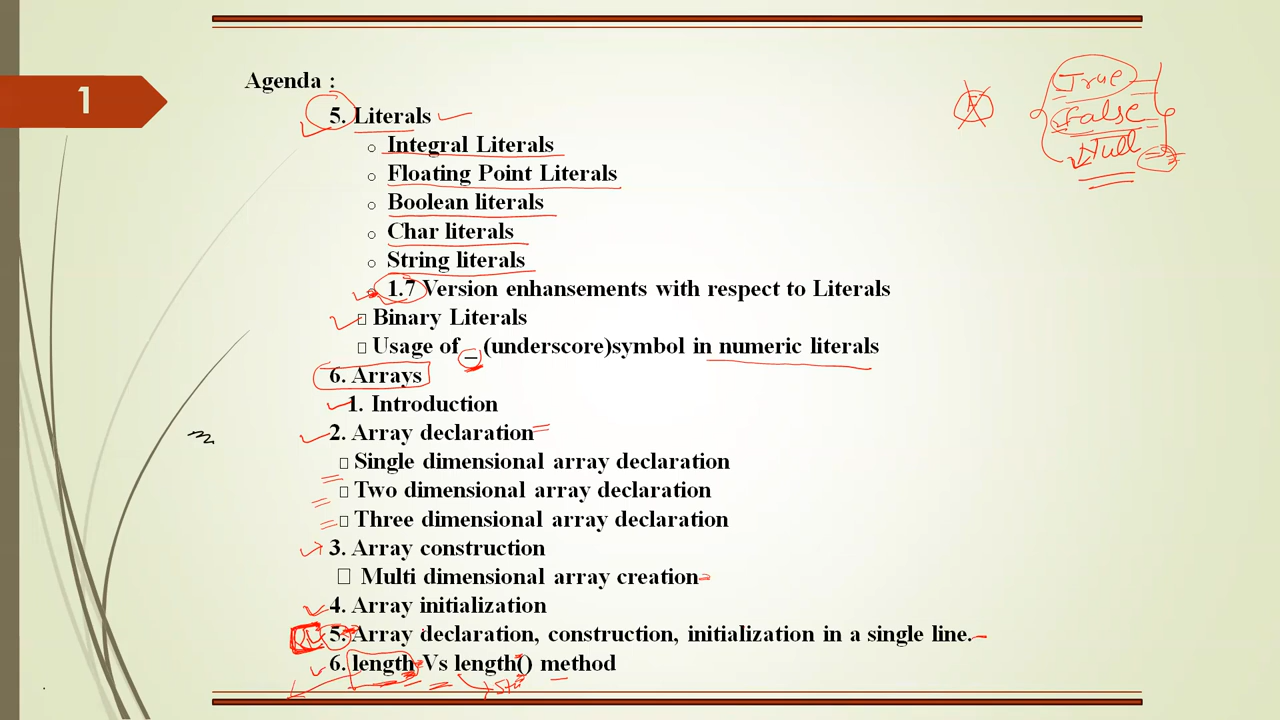 1
Agenda :
5. Literals
Integral Literals
Floating Point Literals
Boolean literals
Char literals
String literals
1.7 Version enhansements with respect to Literals
Binary Literals
Usage of _ (underscore)symbol in numeric literals
6. Arrays
1. Introduction
2. Array declaration
Single dimensional array declaration
Two dimensional array declaration
Three dimensional array declaration
3. Array construction
Multi dimensional array creation
4. Array initialization
5. Array declaration, construction, initialization in a single line.
6. length Vs length() method
True
False
Null